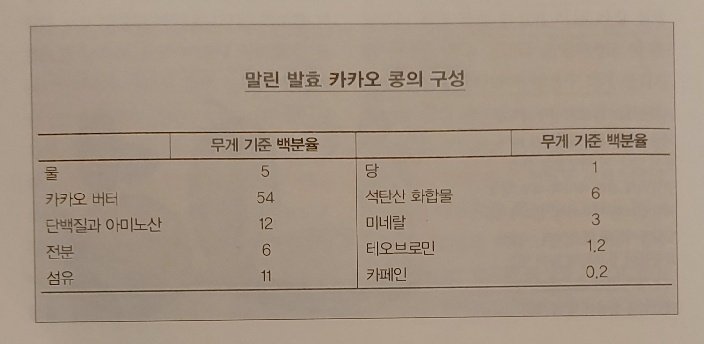 말린 발효 카카오 콩의 구성
무게 기준 백분율 무게 기준 백분율
물 5 당 1
카카오 버터 54 석탄산 화합물 6
단백질과 아미노산 12 미네랄 3
전분 6 테오브로민 1.2
섬유 11 카페인 0.2